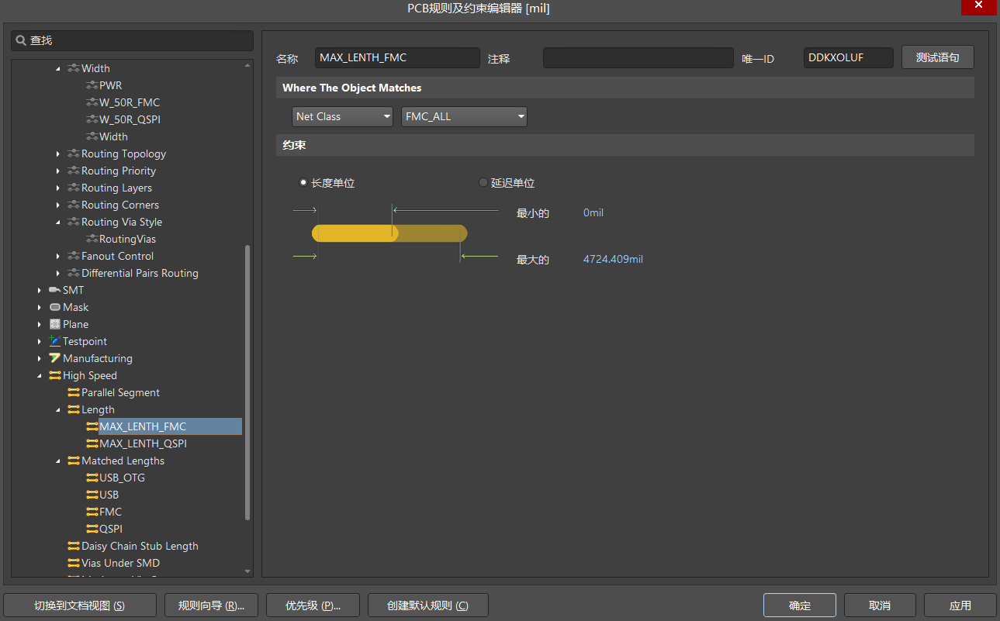 PCB规则及约束编辑器 [mil]
查找
Width
PWR
W_50R_FMC
W_50R_QSPI
Width
Routing Topology
Routing Priority
Routing Layers
Routing Corners
Routing Via Style
RoutingVias
Fanout Control
Differential Pairs Routing
SMT
Mask
Plane
Testpoint
Manufacturing
High Speed
Parallel Segment
Length
MAX_LENTH_FMC
MAX_LENTH_QSPI
Matched Lengths
USB_OTG
USB
FMC
QSPI
Daisy Chain Stub Length
Vias Under SMD
名称 MAX_LENTH_FMC 注释 唯一ID DDKXOLUF 测试语句
Where The Object Matches
Net Class FMC_ALL
约束
长度单位 延迟单位
最小的 0mil
最大的 4724.409mil
切换到文档视图 (S) 规则向导 (R)... 优先级 (P)... 创建默认规则 (C) 确定 取消 应用